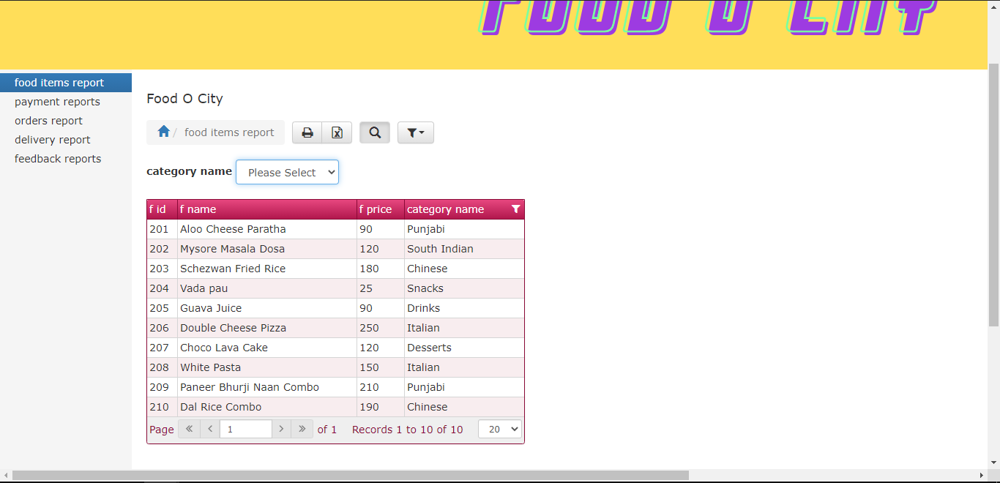 FOOD O CITY
food items report
payment reports
orders report
delivery report
feedback reports
Food O City
/ food items report
category name Please Select
f id f name f price category name
201 Aloo Cheese Paratha 90 Punjabi
202 Mysore Masala Dosa 120 South Indian
203 Schezwan Fried Rice 180 Chinese
204 Vada pau 25 Snacks
205 Guava Juice 90 Drinks
206 Double Cheese Pizza 250 Italian
207 Choco Lava Cake 120 Desserts
208 White Pasta 150 Italian
209 Paneer Bhurji Naan Combo 210 Punjabi
210 Dal Rice Combo 190 Chinese
Page 1 of 1 Records 1 to 10 of 10 20